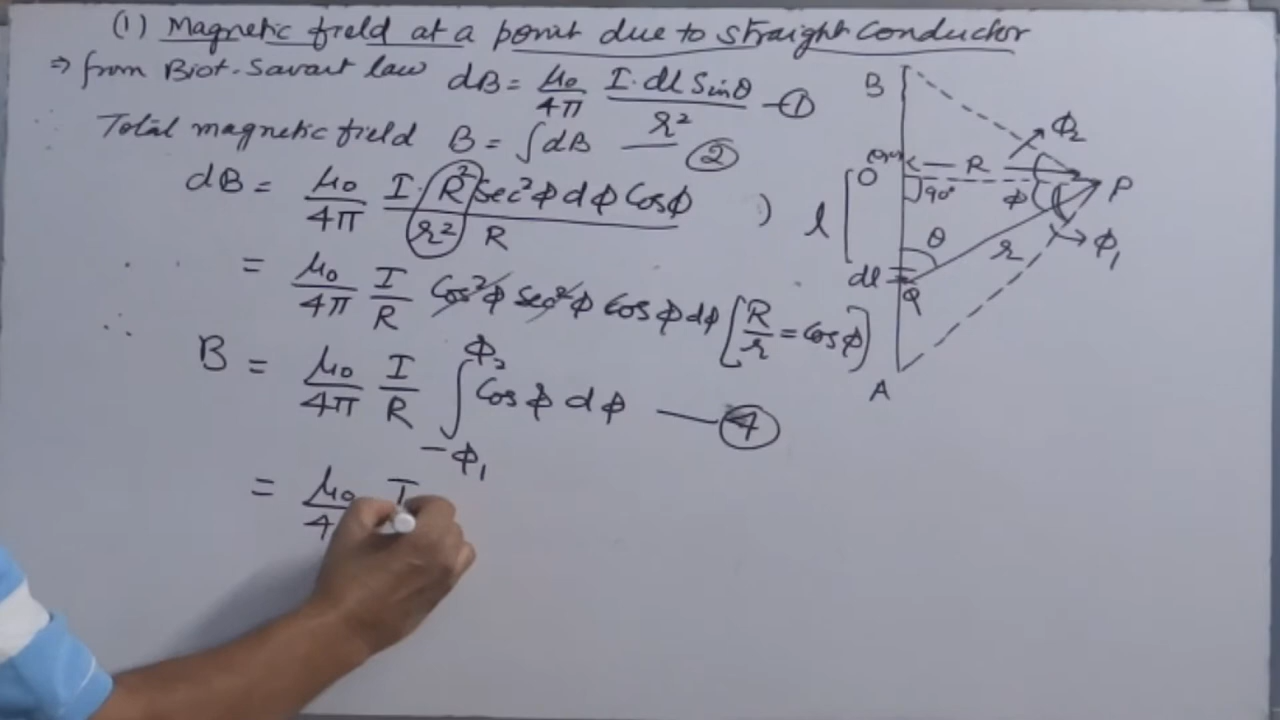 (1) Magnetic field at a point due to straight Conductor
⇒ from Biot-Savart law dB = μ₀/4π I·dl Sinθ/r² — ①
Total magnetic field B = ∫dB — ②
dB = μ₀/4π I·R² Sec²φ dφ Cosφ / r² R
= μ₀/4π I/R Cos²φ Sec²φ Cosφ dφ [R/r = Cosφ]
∴ B = μ₀/4π I/R ∫_{-φ₁}^{φ₂} Cosφ dφ — ④
= μ₀/4 I
B
φ₂
R
O
90°
φ
P
l
θ
r
φ₁
dl
Q
A